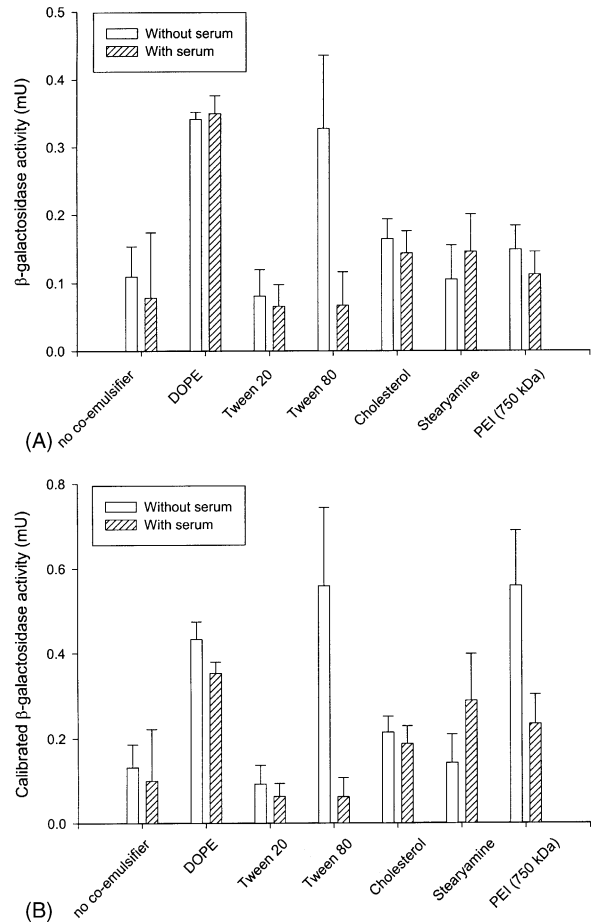 0.5
Without serum
With serum
0.4
0.3
0.2
0.1
0.0
β-galactosidase activity (mU)
no co-emulsifier
DOPE
Tween 20
Tween 80
Cholesterol
Stearyamine
PEI (750 kDa)
(A)
0.8
Without serum
With serum
0.6
0.4
0.2
0.0
Calibrated β-galactosidase activity (mU)
no co-emulsifier
DOPE
Tween 20
Tween 80
Cholesterol
Stearyamine
PEI (750 kDa)
(B)